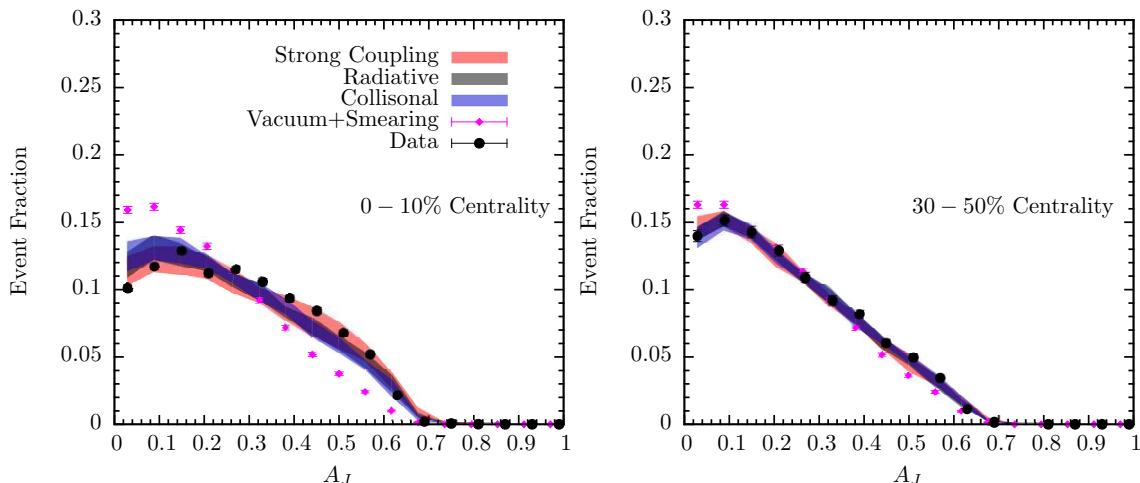 0.3
0.25
0.2
0.15
0.1
0.05
0
Event Fraction
Strong Coupling
Radiative
Collisonal
Vacuum+Smearing
Data
0 − 10% Centrality
0 0.1 0.2 0.3 0.4 0.5 0.6 0.7 0.8 0.9 1
A_J
0.3
0.25
0.2
0.15
0.1
0.05
0
Event Fraction
30 − 50% Centrality
0 0.1 0.2 0.3 0.4 0.5 0.6 0.7 0.8 0.9 1
A_J